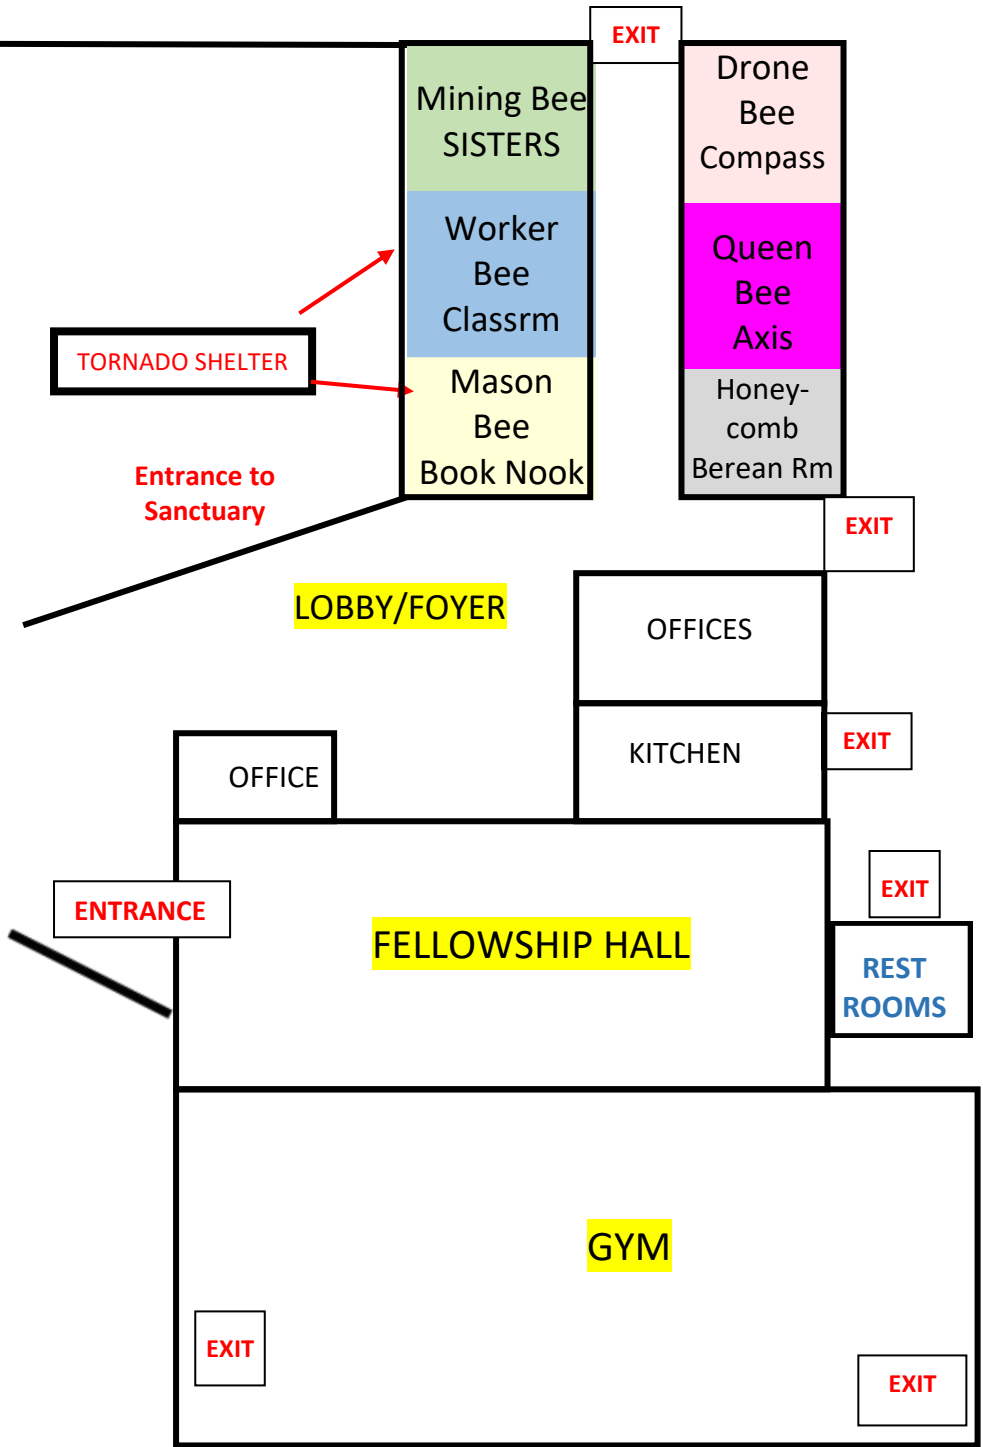 EXIT
Mining Bee
SISTERS
Drone
Bee
Compass
Worker
Bee
Classrm
Queen
Bee
Axis
TORNADO SHELTER
Mason
Bee
Book Nook
Honey-
comb
Berean Rm
Entrance to
Sanctuary
EXIT
LOBBY/FOYER
OFFICES
KITCHEN
EXIT
OFFICE
ENTRANCE
FELLOWSHIP HALL
EXIT
REST
ROOMS
GYM
EXIT
EXIT